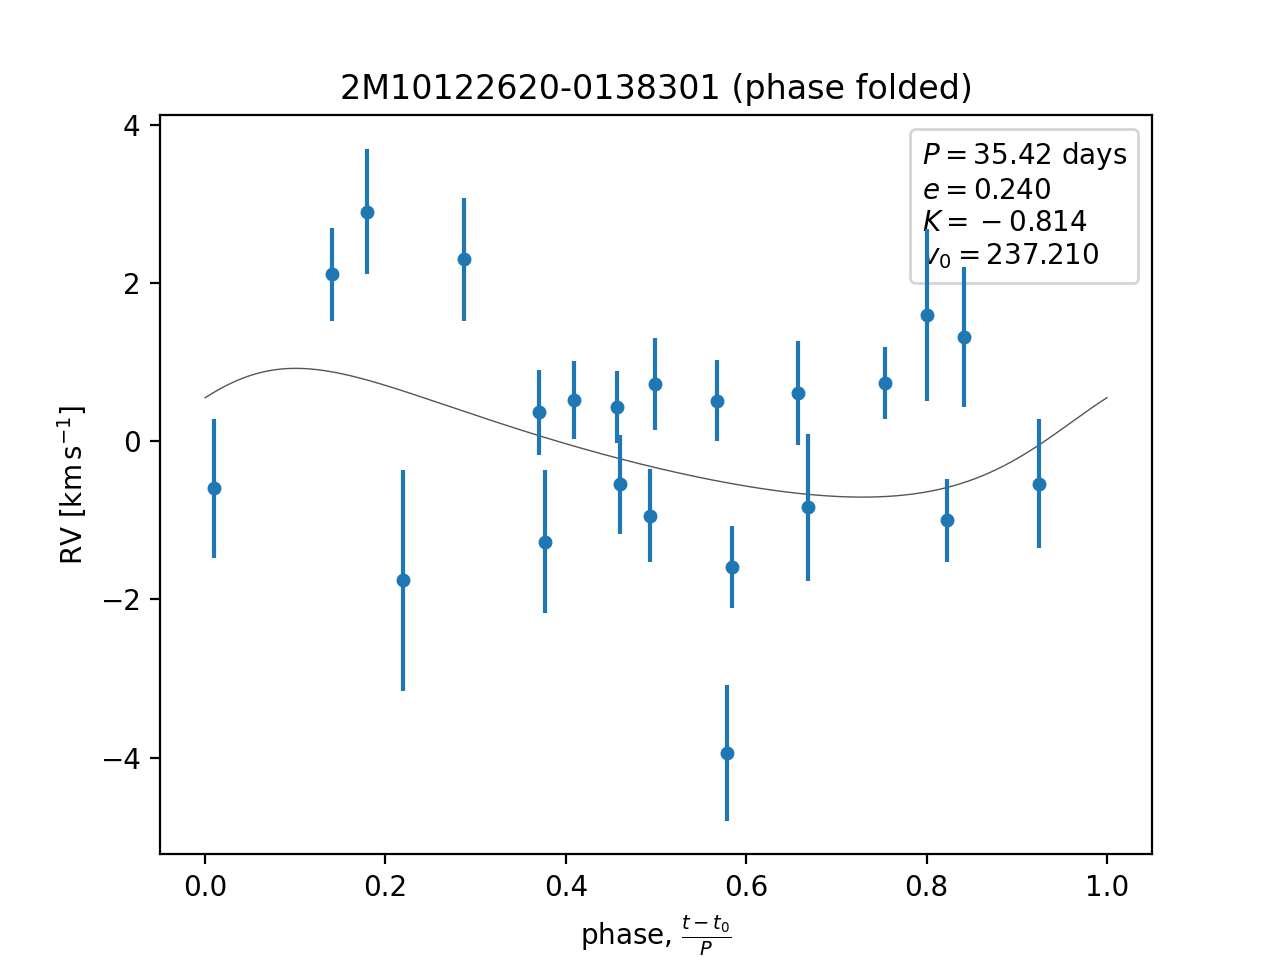 2M10122620-0138301 (phase folded)
P = 35.42 days
e = 0.240
K = −0.814
v₀ = 237.210
RV [km s⁻¹]
4
2
0
−2
−4
0.0 0.2 0.4 0.6 0.8 1.0
phase, (t − t₀)/P